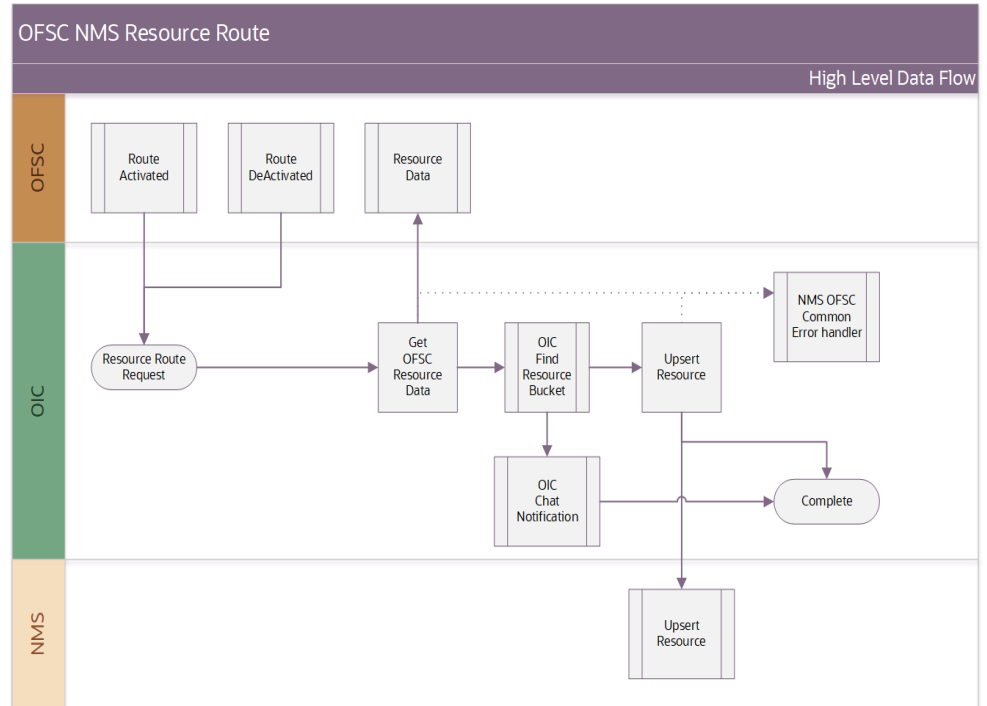 OFSC NMS Resource Route
High Level Data Flow
OFSC
Route
Activated
Route
DeActivated
Resource
Data
OIC
NMS OFSC
Common
Error handler
Resource Route
Request
Get
OFSC
Resource
Data
OIC
Find
Resource
Bucket
Upsert
Resource
OIC
Chat
Notification
Complete
NMS
Upsert
Resource